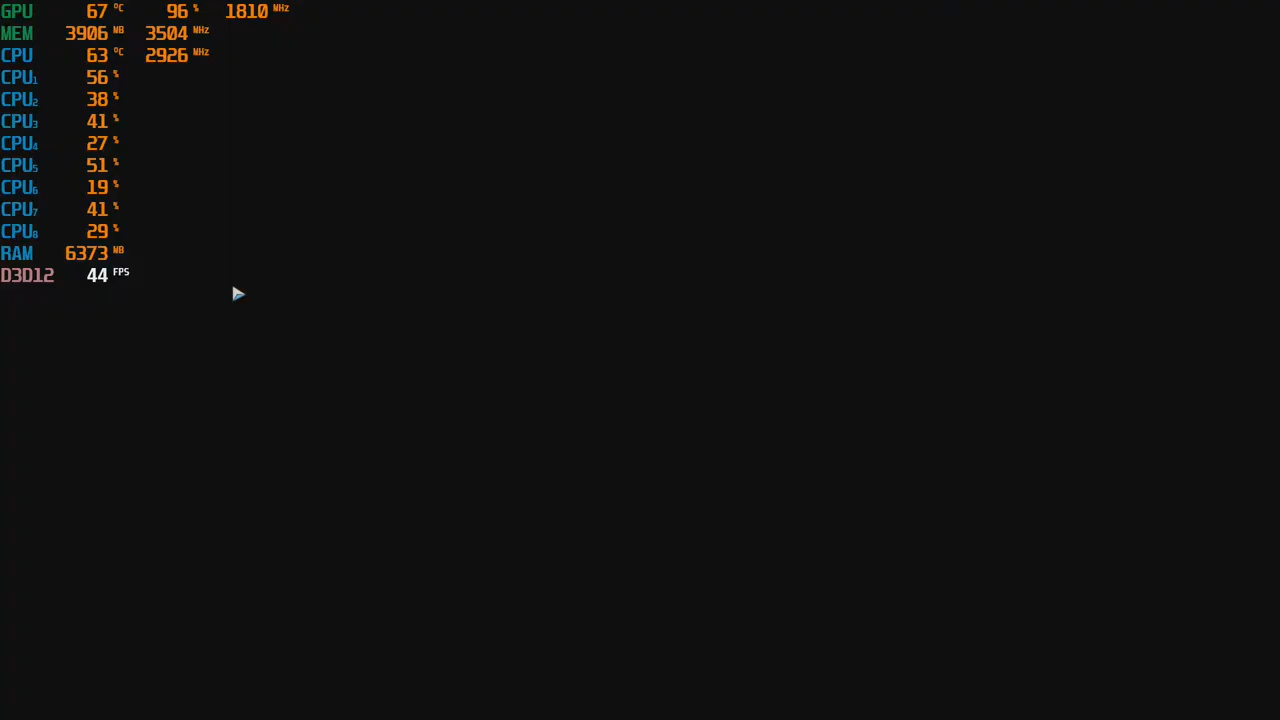 GPU 67 °C 96 % 1810 MHz
MEM 3906 MB 3504 MHz
CPU 63 °C 2926 MHz
CPU1 56 %
CPU2 38 %
CPU3 41 %
CPU4 27 %
CPU5 51 %
CPU6 19 %
CPU7 41 %
CPU8 29 %
RAM 6373 MB
D3D12 44 FPS